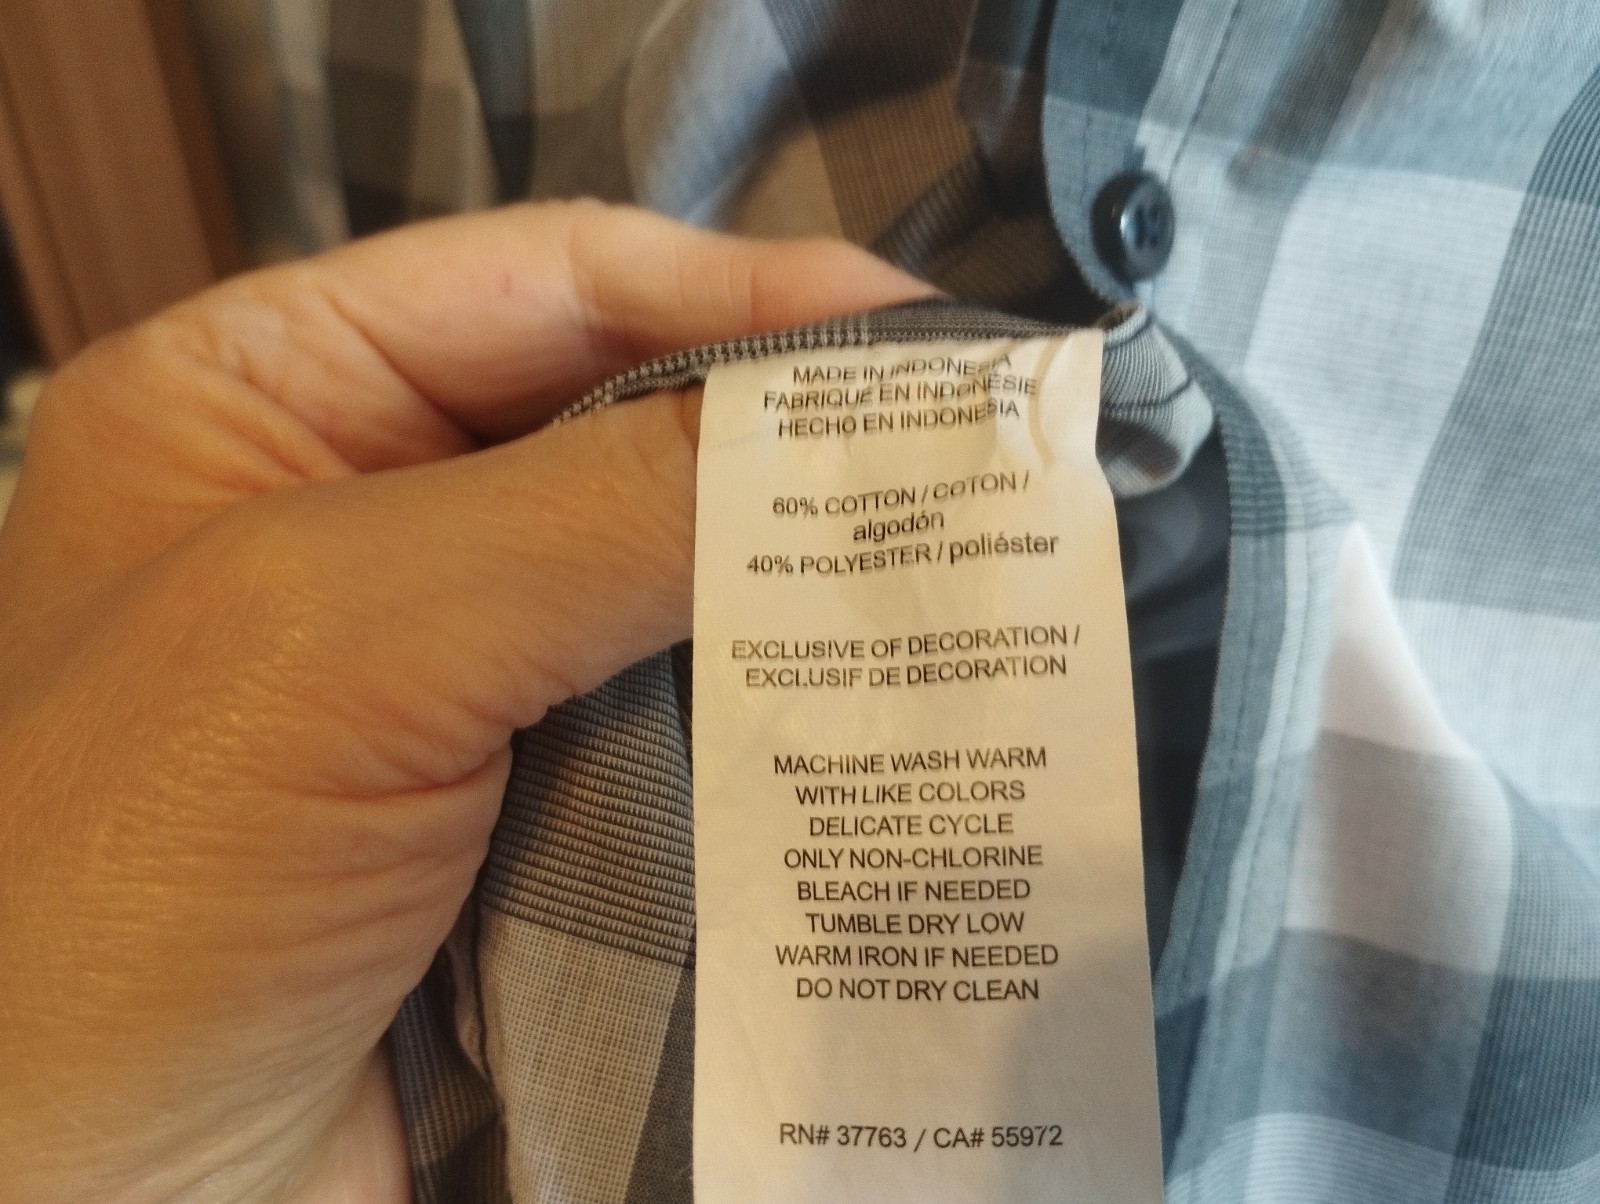 MADE IN INDONESIA
FABRIQUÉ EN INDONÉSIE
HECHO EN INDONESIA
60% COTTON / COTON /
algodón
40% POLYESTER / poliéster
EXCLUSIVE OF DECORATION /
EXCLUSIF DE DECORATION
MACHINE WASH WARM
WITH LIKE COLORS
DELICATE CYCLE
ONLY NON-CHLORINE
BLEACH IF NEEDED
TUMBLE DRY LOW
WARM IRON IF NEEDED
DO NOT DRY CLEAN
RN# 37763 / CA# 55972